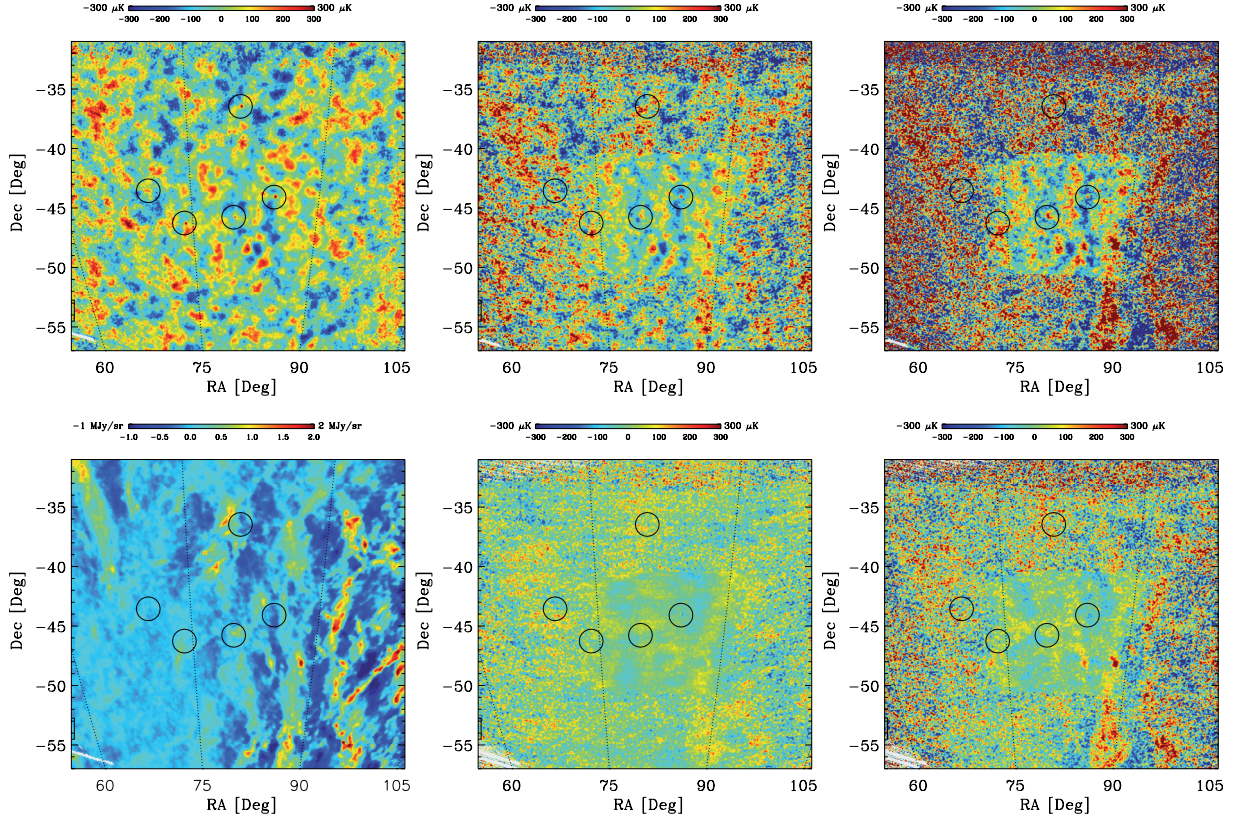 -300 μK 300 μK -300 μK 300 μK -300 μK 300 μK
-300 -200 -100 0 100 200 300 -300 -200 -100 0 100 200 300 -300 -200 -100 0 100 200 300
-35 -35 -35
-40 -40 -40
Dec [Deg] Dec [Deg] Dec [Deg]
-45 -45 -45
-50 -50 -50
-55 -55 -55
60 75 90 105 60 75 90 105 60 75 90 105
RA [Deg] RA [Deg] RA [Deg]
-1 MJy/sr 2 MJy/sr -300 μK 300 μK -300 μK 300 μK
-1.0 -0.5 0.0 0.5 1.0 1.5 2.0 -300 -200 -100 0 100 200 300 -300 -200 -100 0 100 200 300
-35 -35 -35
-40 -40 -40
Dec [Deg] Dec [Deg] Dec [Deg]
-45 -45 -45
-50 -50 -50
-55 -55 -55
60 75 90 105 60 75 90 105 60 75 90 105
RA [Deg] RA [Deg] RA [Deg]